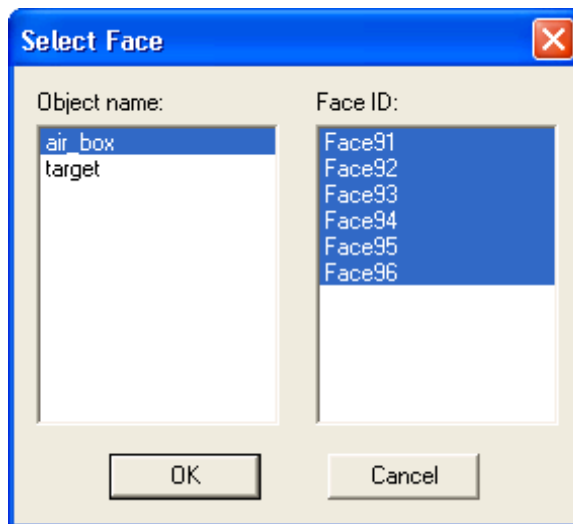 Select Face
Object name:
Face ID:
air_box
target
Face91
Face92
Face93
Face94
Face95
Face96
OK
Cancel